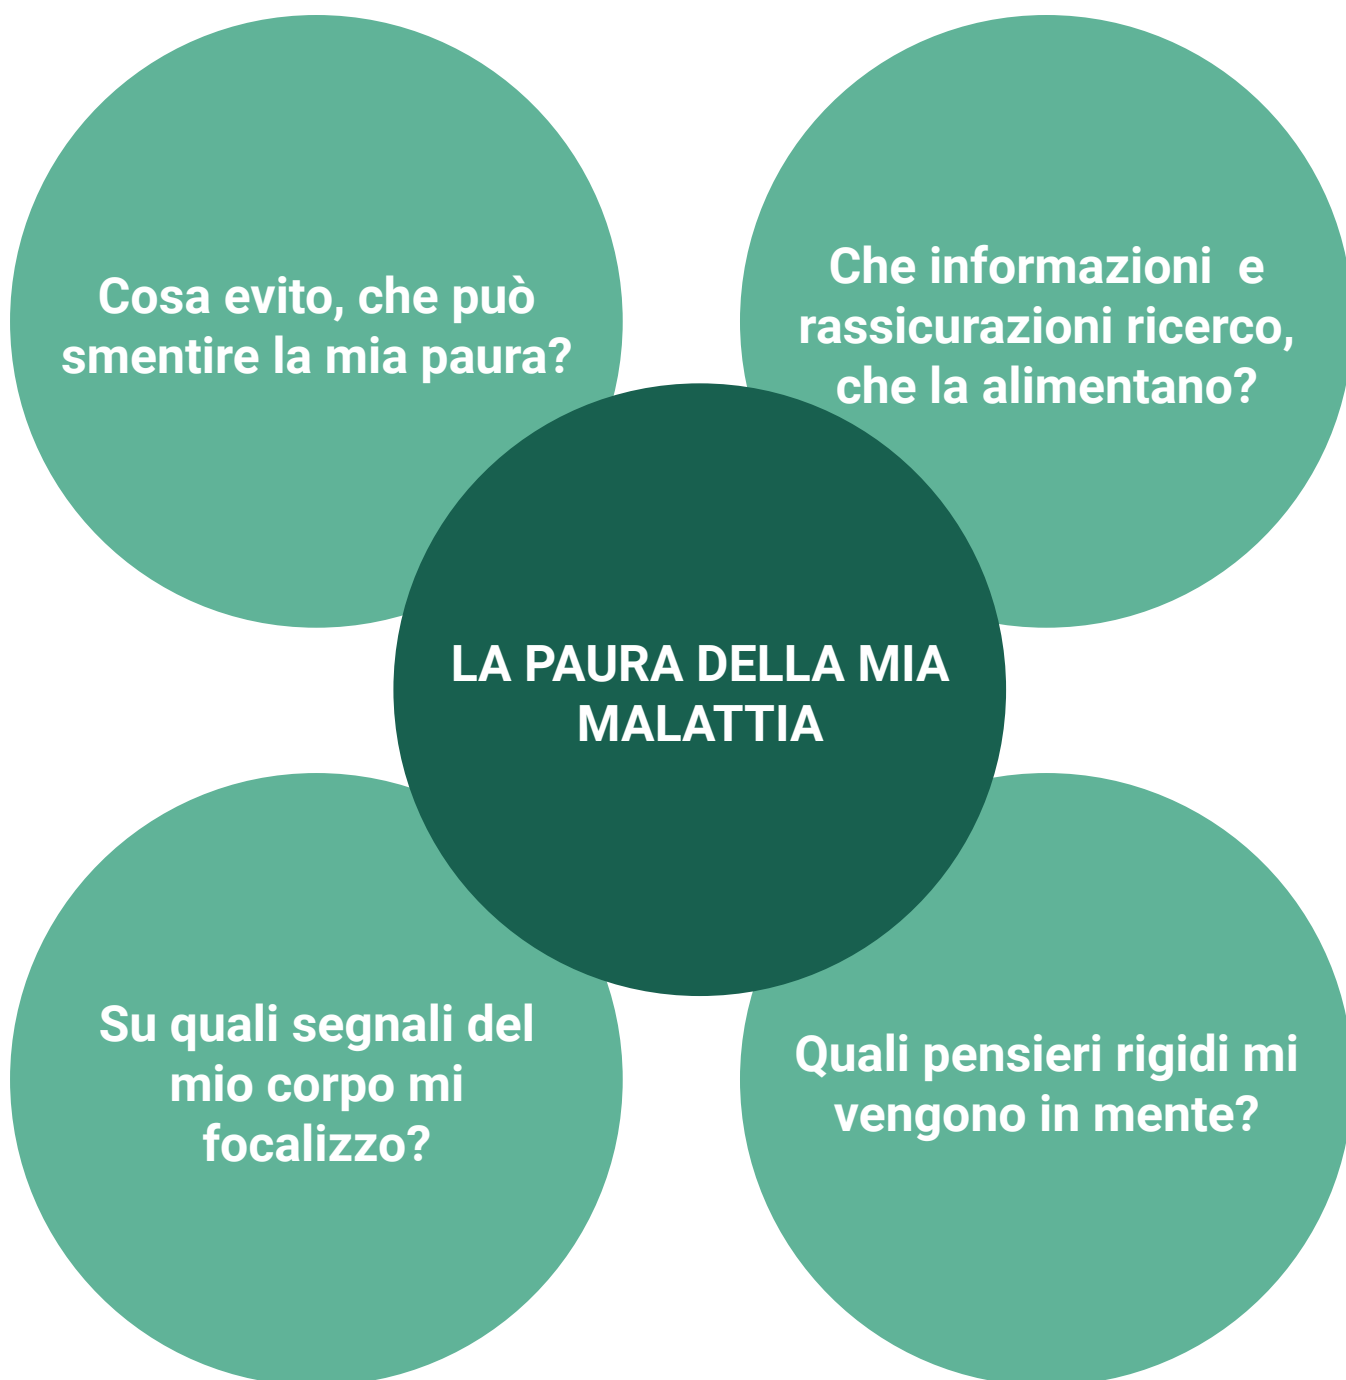 Cosa evito, che può
smentire la mia paura?
Che informazioni  e
rassicurazioni ricerco,
che la alimentano?
LA PAURA DELLA MIA
MALATTIA
Su quali segnali del
mio corpo mi
focalizzo?
Quali pensieri rigidi mi
vengono in mente?